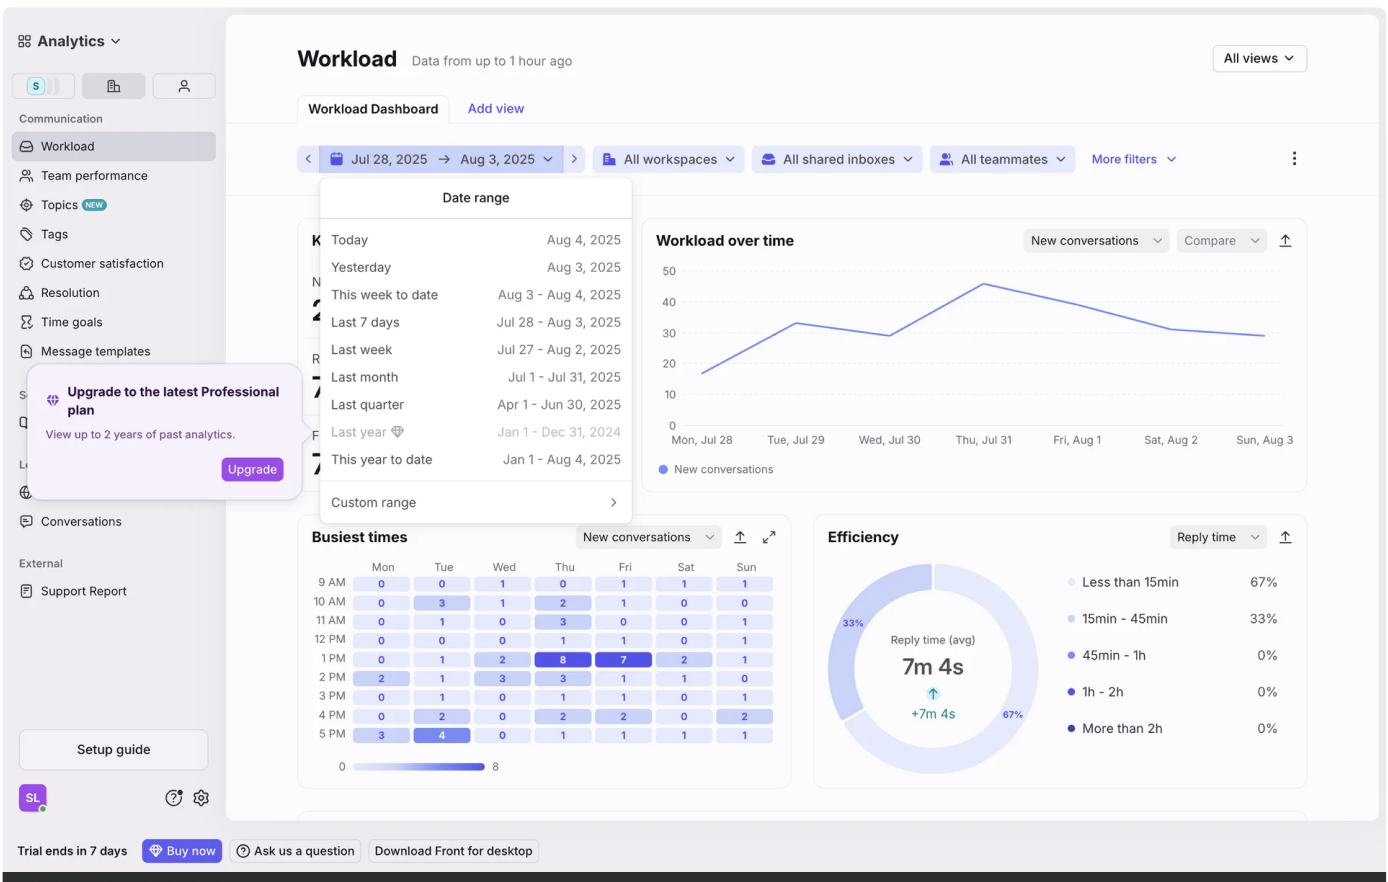 Analytics
S
Communication
Workload
Team performance
Topics NEW
Tags
Customer satisfaction
Resolution
Time goals
Message templates
Upgrade to the latest Professional
plan
View up to 2 years of past analytics.
Upgrade
Conversations
External
Support Report
Setup guide
SL
Trial ends in 7 days
Buy now
Ask us a question
Download Front for desktop
Workload Data from up to 1 hour ago
All views
Workload Dashboard Add view
Jul 28, 2025 → Aug 3, 2025 All workspaces All shared inboxes All teammates More filters
Date range
Today Aug 4, 2025
Yesterday Aug 3, 2025
This week to date Aug 3 - Aug 4, 2025
Last 7 days Jul 28 - Aug 3, 2025
Last week Jul 27 - Aug 2, 2025
Last month Jul 1 - Jul 31, 2025
Last quarter Apr 1 - Jun 30, 2025
Last year Jan 1 - Dec 31, 2024
This year to date Jan 1 - Aug 4, 2025
Custom range
Workload over time New conversations Compare
50
40
30
20
10
0
Mon, Jul 28 Tue, Jul 29 Wed, Jul 30 Thu, Jul 31 Fri, Aug 1 Sat, Aug 2 Sun, Aug 3
New conversations
Busiest times New conversations
Mon Tue Wed Thu Fri Sat Sun
9 AM 0 0 1 0 1 1 1
10 AM 0 3 1 2 1 0 0
11 AM 0 1 0 3 0 0 1
12 PM 0 0 0 1 1 0 1
1 PM 0 1 2 8 7 2 1
2 PM 2 1 3 3 1 1 0
3 PM 0 1 0 1 1 0 1
4 PM 0 2 0 2 2 0 2
5 PM 3 4 0 1 1 1 1
0 8
Efficiency Reply time
33%
Reply time (avg)
7m 4s
+7m 4s
67%
Less than 15min 67%
15min - 45min 33%
45min - 1h 0%
1h - 2h 0%
More than 2h 0%